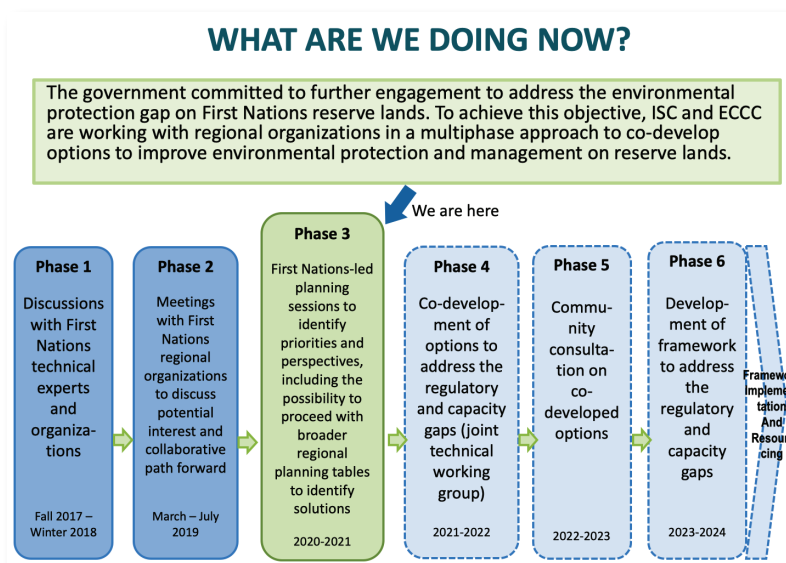 WHAT ARE WE DOING NOW?
The government committed to further engagement to address the environmental
protection gap on First Nations reserve lands. To achieve this objective, ISC and ECCC
are working with regional organizations in a multiphase approach to co-develop
options to improve environmental protection and management on reserve lands.
We are here
Phase 1
Discussions
with First
Nations
technical
experts
and
organiza-
tions
Fall 2017 –
Winter 2018
Phase 2
Meetings
with First
Nations
regional
organizations
to discuss
potential
interest and
collaborative
path forward
March – July
2019
Phase 3
First Nations-led
planning
sessions to
identify
priorities and
perspectives,
including the
possibility to
proceed with
broader
regional
planning tables
to identify
solutions
2020-2021
Phase 4
Co-develop-
ment of
options to
address the
regulatory
and capacity
gaps (joint
technical
working
group)
2021-2022
Phase 5
Commu-
nity
consulta-
tion on
co-
developed
options
2022-2023
Phase 6
Develop-
ment of
framework
to address
the
regulatory
and
capacity
gaps
2023-2024
Framew
Impleme
tation
And
Resour
cing